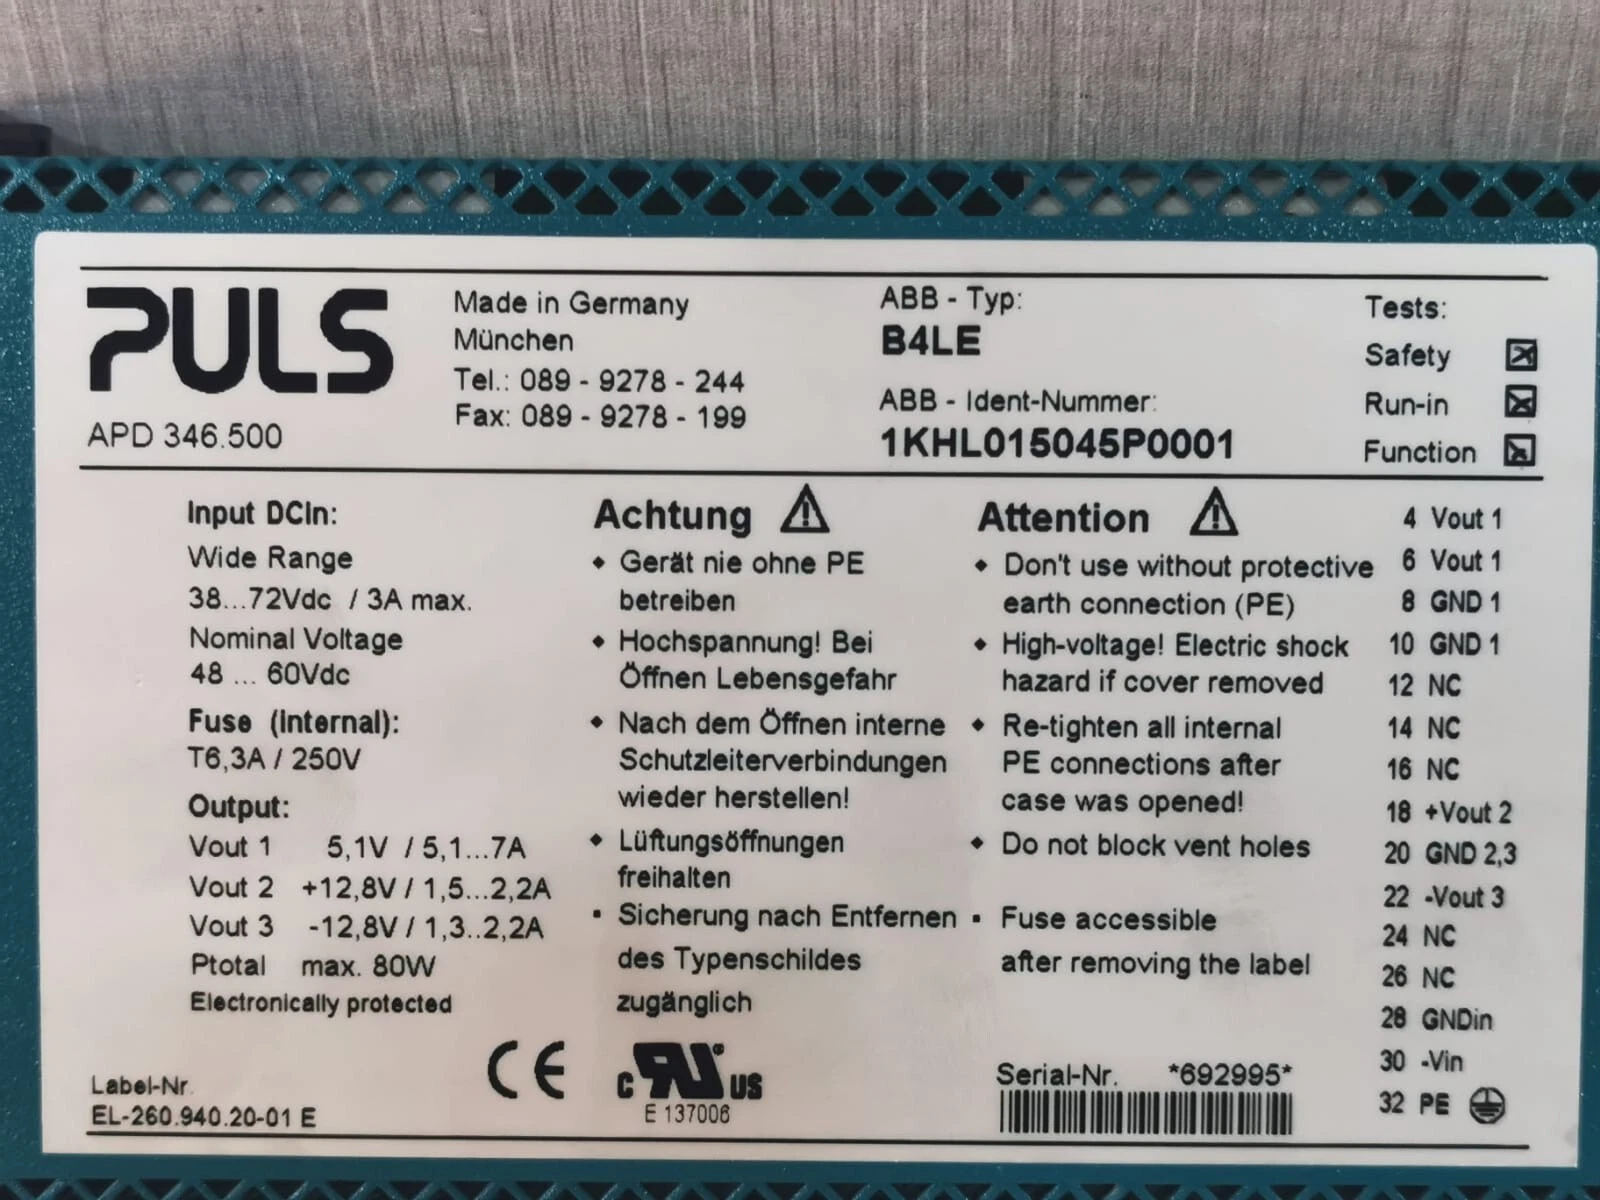 PULS
APD 346.500
Made in Germany
München
Tel.: 089 - 9278 - 244
Fax: 089 - 9278 - 199
ABB - Typ:
B4LE
ABB - Ident-Nummer:
1KHL015045P0001
Tests:
Safety
Run-in
Function
Input DCIn:
Wide Range
38...72Vdc / 3A max.
Nominal Voltage
48 ... 60Vdc
Fuse (Internal):
T6,3A / 250V
Output:
Vout 1 5,1V / 5,1...7A
Vout 2 +12,8V / 1,5...2,2A
Vout 3 -12,8V / 1,3..2,2A
Ptotal max. 80W
Electronically protected
Label-Nr.
EL-260.940.20-01 E
Achtung
• Gerät nie ohne PE
betreiben
• Hochspannung! Bei
Öffnen Lebensgefahr
• Nach dem Öffnen interne
Schutzleiterverbindungen
wieder herstellen!
• Lüftungsöffnungen
freihalten
• Sicherung nach Entfernen
des Typenschildes
zugänglich
CE
c RU US
E 137006
Attention
• Don't use without protective
earth connection (PE)
• High-voltage! Electric shock
hazard if cover removed
• Re-tighten all internal
PE connections after
case was opened!
• Do not block vent holes
• Fuse accessible
after removing the label
Serial-Nr. *692995*
4 Vout 1
6 Vout 1
8 GND 1
10 GND 1
12 NC
14 NC
16 NC
18 +Vout 2
20 GND 2,3
22 -Vout 3
24 NC
26 NC
28 GNDin
30 -Vin
32 PE